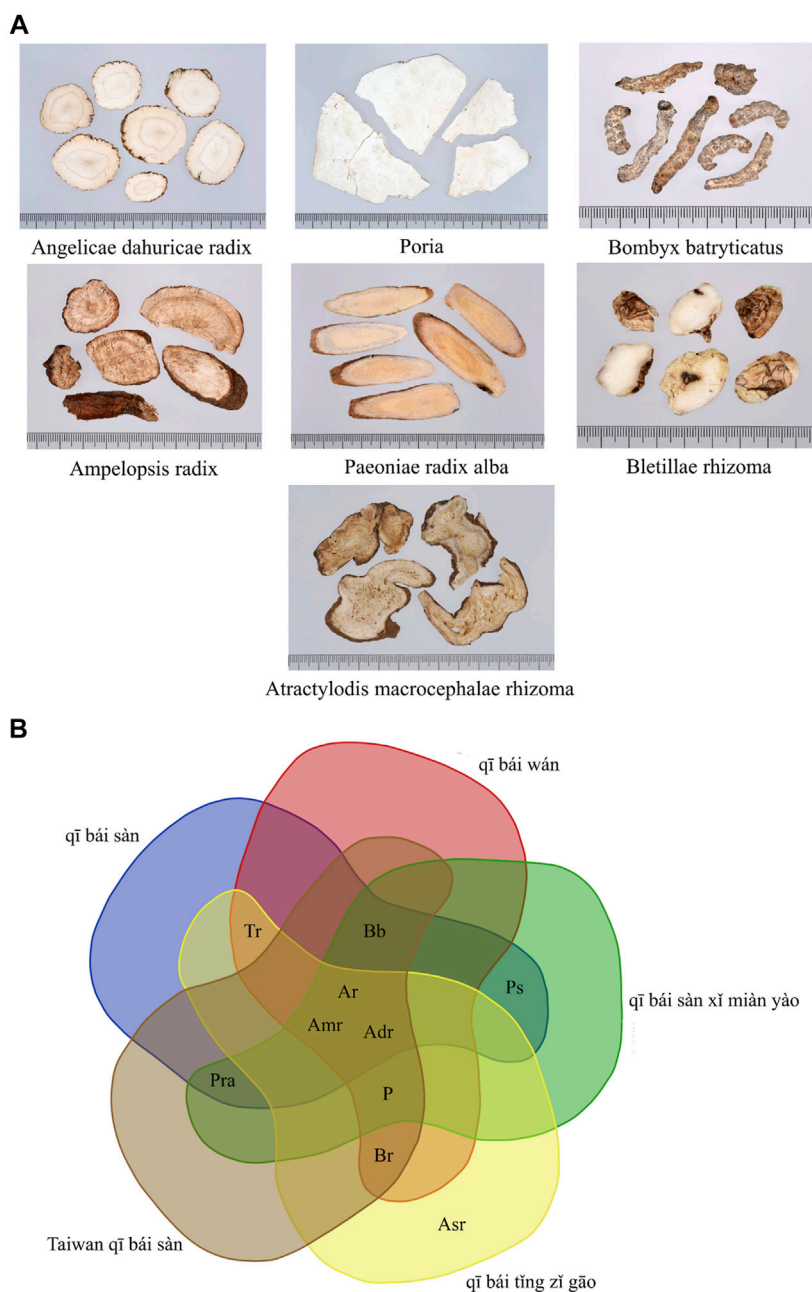 A
Angelicae dahuricae radix
Poria
Bombyx batryticatus
Ampelopsis radix
Paeoniae radix alba
Bletillae rhizoma
Atractylodis macrocephalae rhizoma
B
qī bái wán
qī bái sàn
Tr
Bb
Ps
qī bái sàn xǐ miàn yào
Ar
Amr
Adr
Pra
P
Br
Asr
Taiwan qī bái sàn
qī bái tǐng zǐ gāo